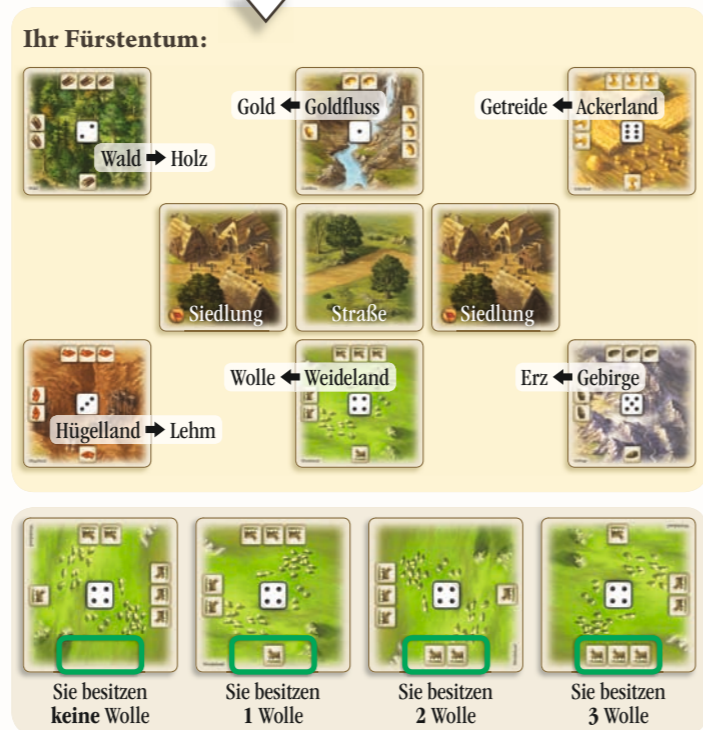 Ihr Fürstentum:
Gold ← Goldfluss
Getreide ← Ackerland
Wald → Holz
Siedlung
Straße
Siedlung
Wolle ← Weideland
Erz ← Gebirge
Hügelland → Lehm
Sie besitzen
keine Wolle
Sie besitzen
1 Wolle
Sie besitzen
2 Wolle
Sie besitzen
3 Wolle